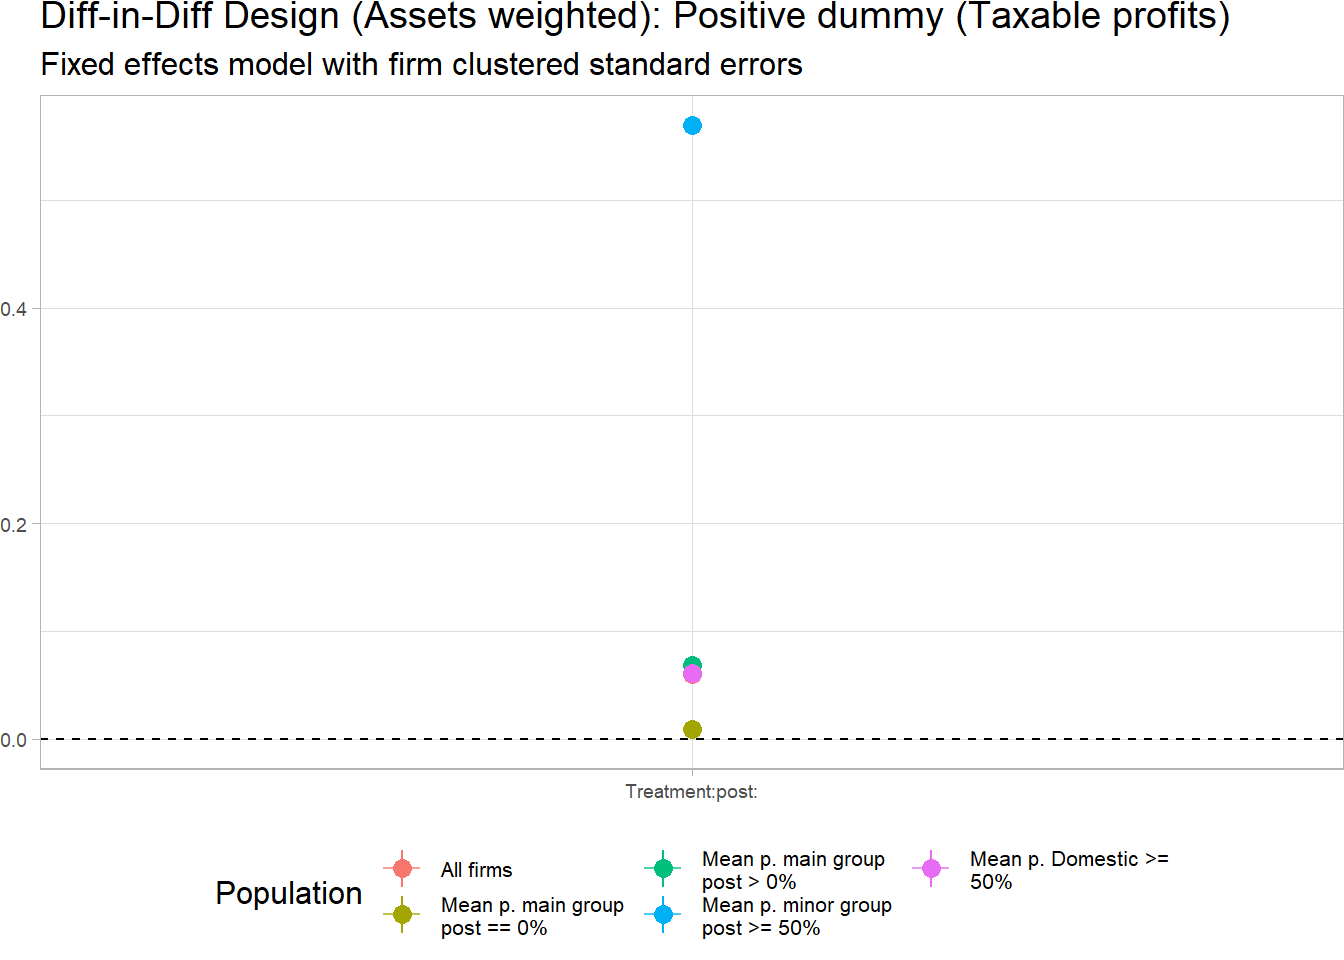 Diff-in-Diff Design (Assets weighted): Positive dummy (Taxable profits)
Fixed effects model with firm clustered standard errors
0.4
0.2
0.0
Treatment:post:
Population
All firms
Mean p. main group
post == 0%
Mean p. main group
post > 0%
Mean p. minor group
post >= 50%
Mean p. Domestic >=
50%